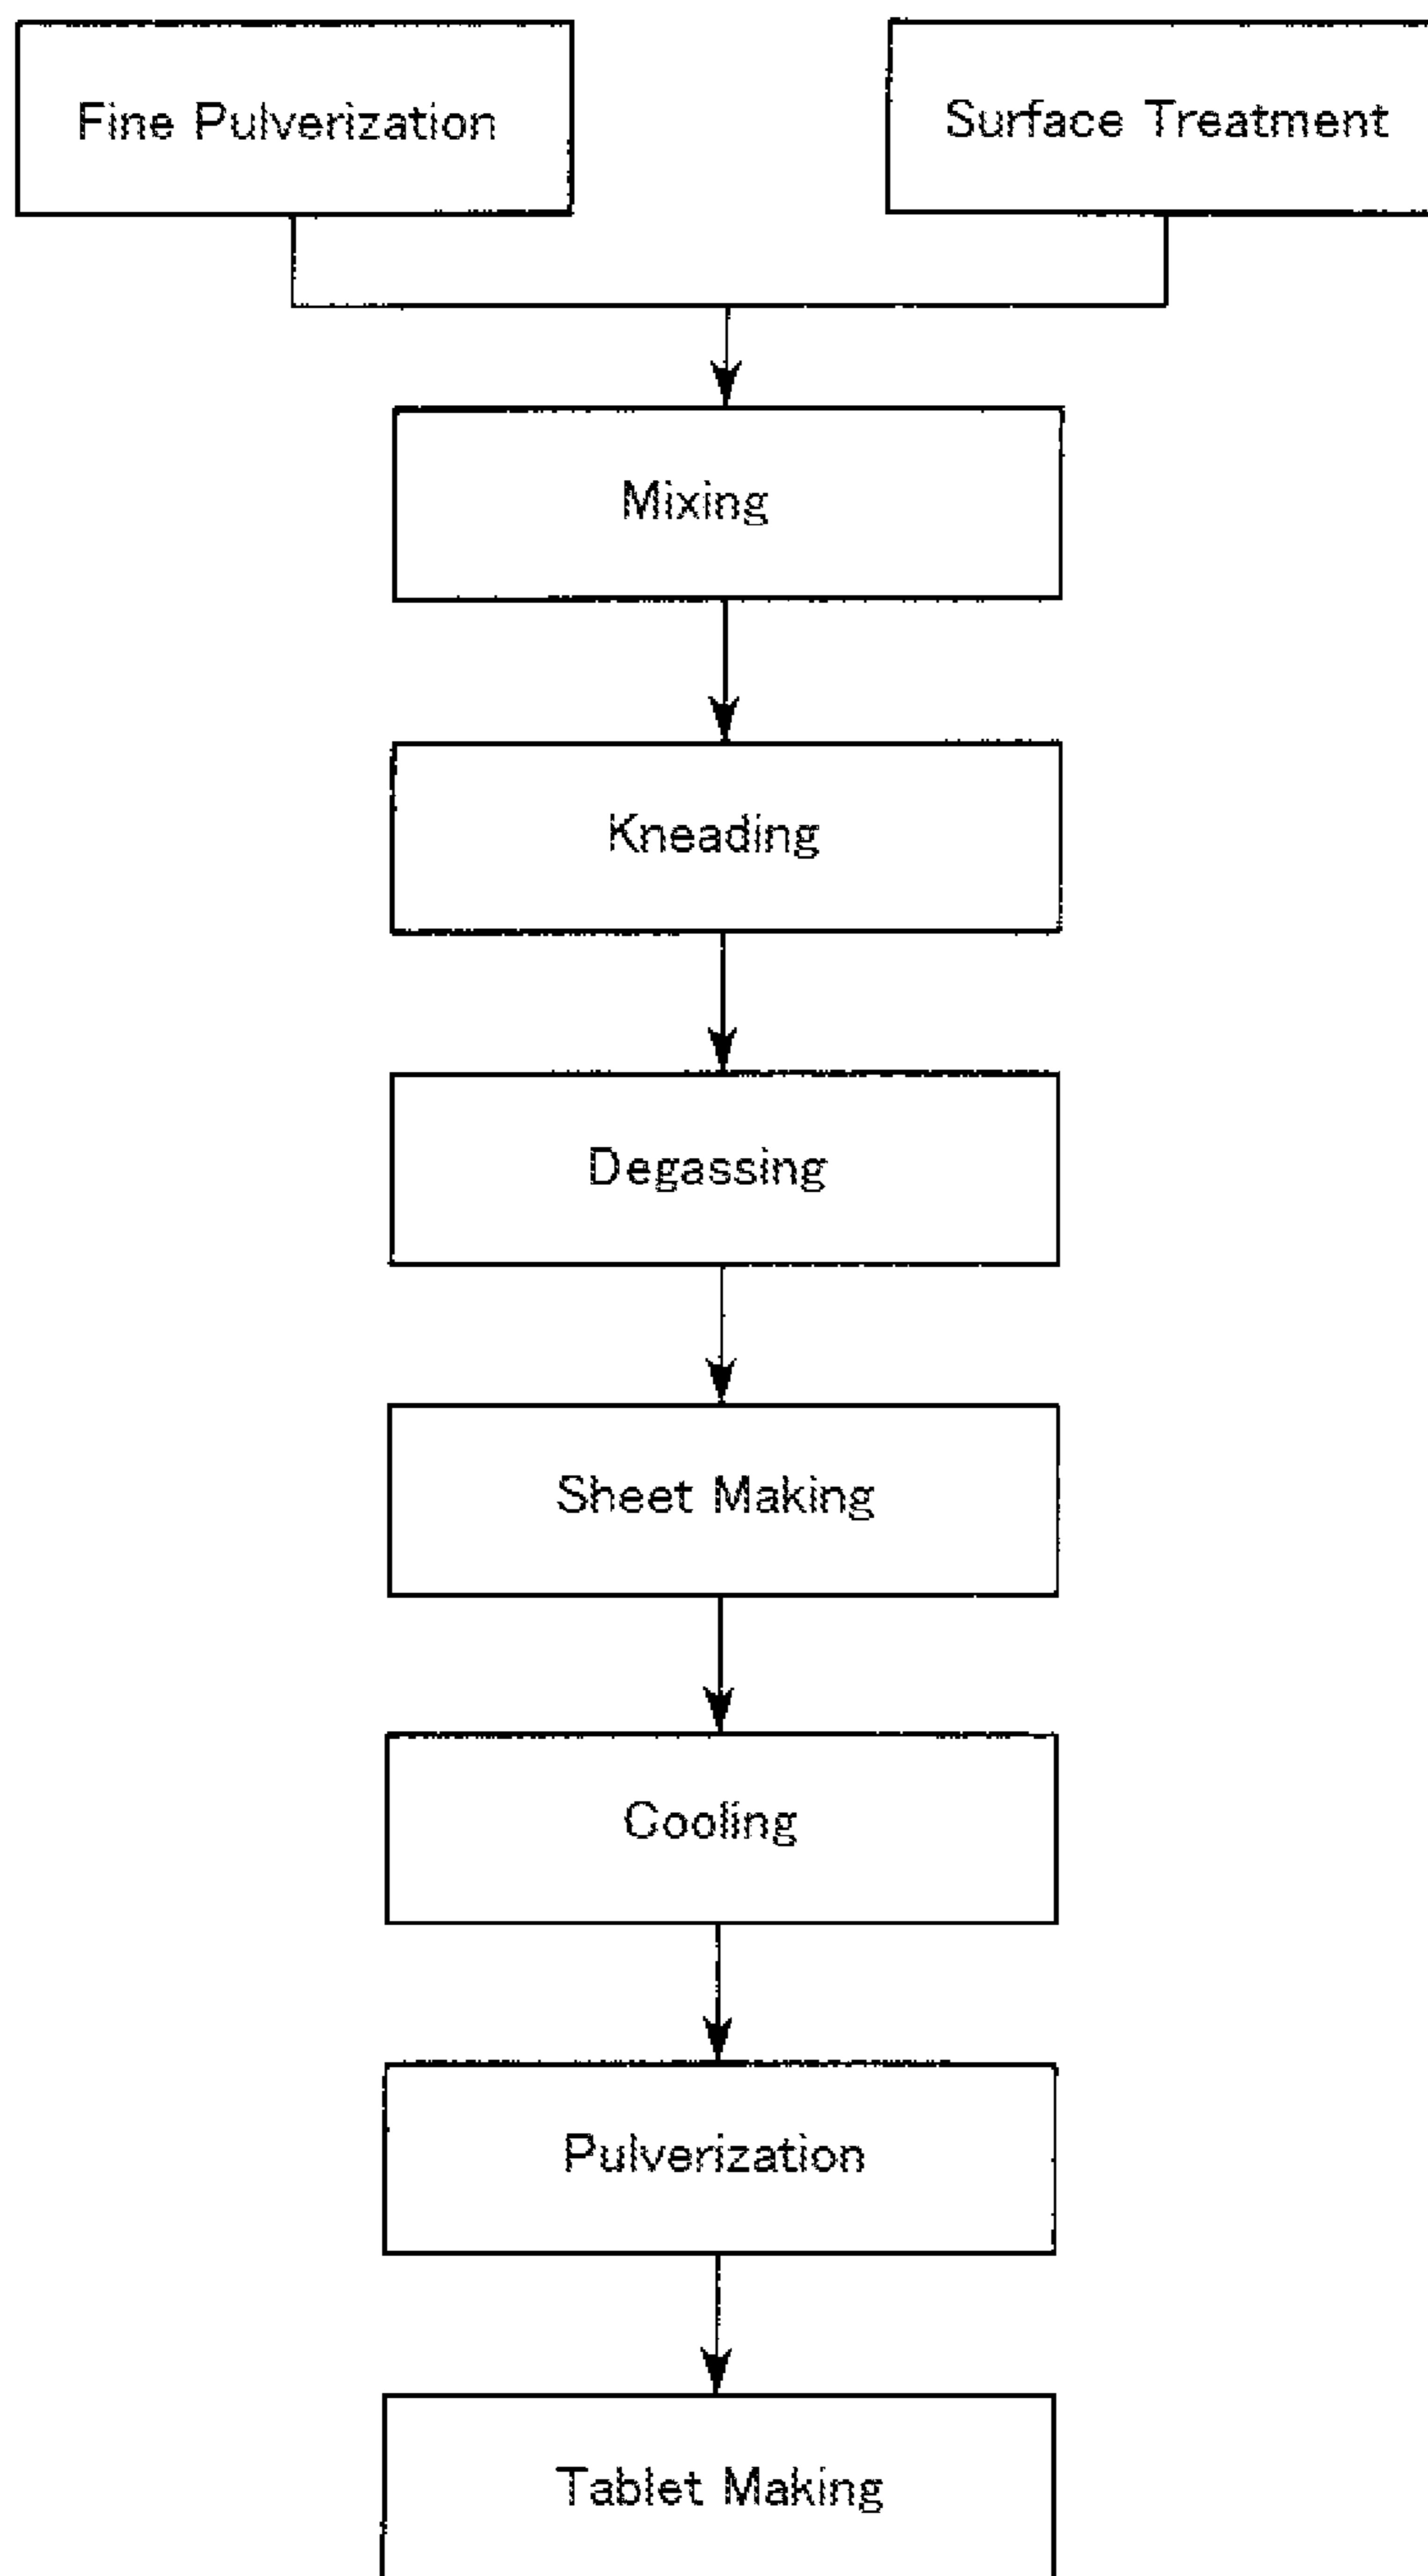 Fine Pulverization
Surface Treatment
Mixing
Kneading
Degassing
Sheet Making
Cooling
Pulverization
Tablet Making